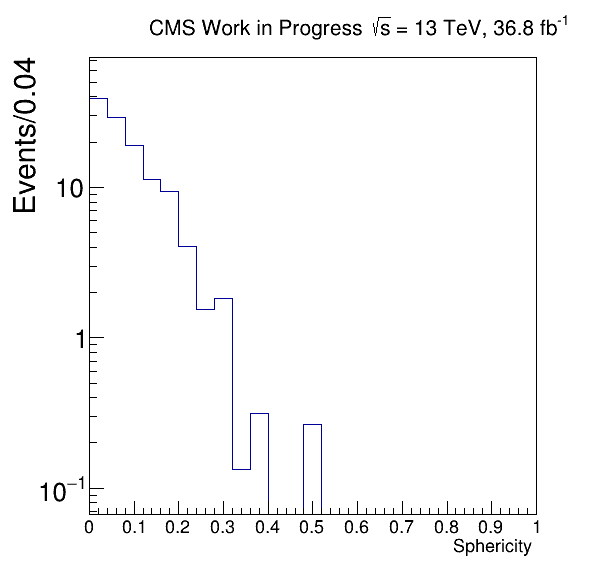 CMS Work in Progress √s = 13 TeV, 36.8 fb⁻¹
Events/0.04
10
1
10⁻¹
0 0.1 0.2 0.3 0.4 0.5 0.6 0.7 0.8 0.9 1
Sphericity